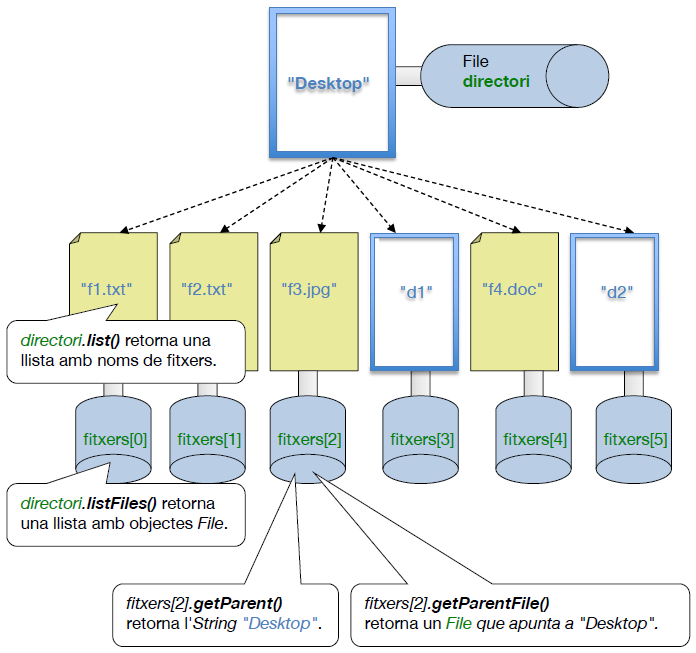 "Desktop"
File
directori
"f1.txt"
"f2.txt"
"f3.jpg"
"d1"
"f4.doc"
"d2"
directori.list() retorna una
llista amb noms de fitxers.
fitxers[0]
fitxers[1]
fitxers[2]
fitxers[3]
fitxers[4]
fitxers[5]
directori.listFiles() retorna
una llista amb objectes File.
fitxers[2].getParent()
retorna l'String "Desktop".
fitxers[2].getParentFile()
retorna un File que apunta a "Desktop".